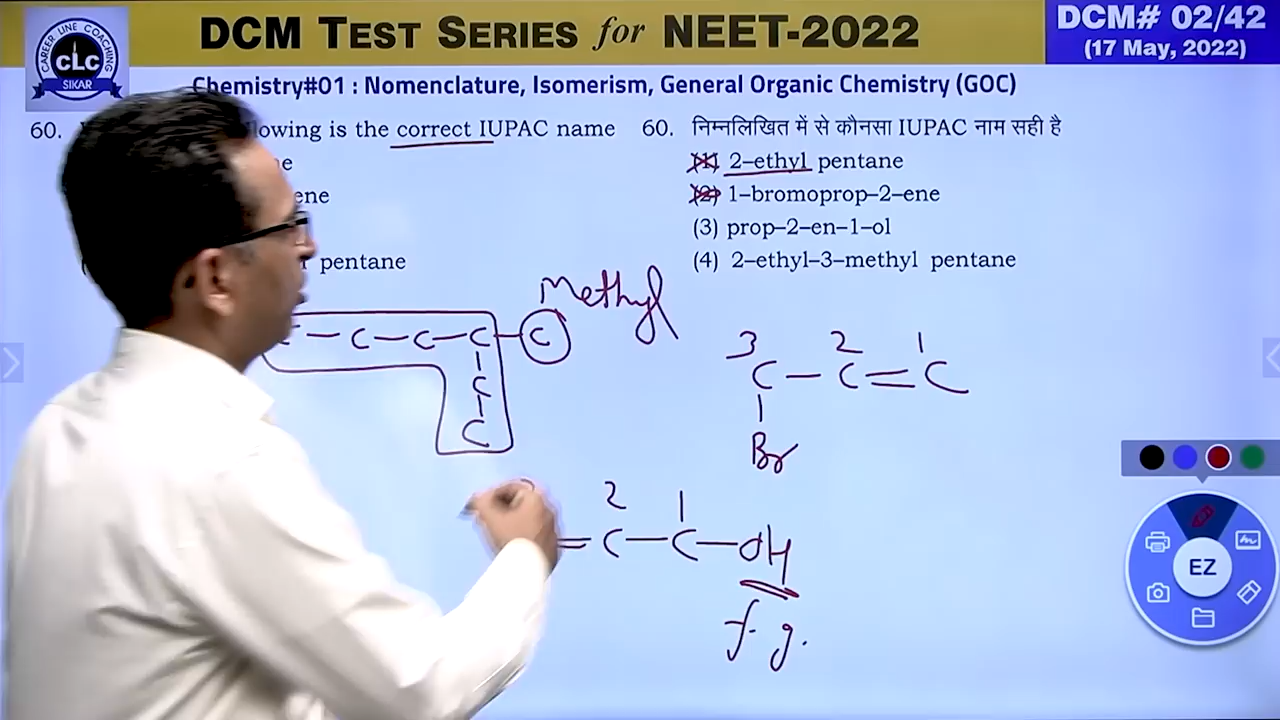 DCM TEST SERIES for NEET-2022
DCM# 02/42
(17 May, 2022)
CAREER LINE COACHING
CLC
SIKAR
Chemistry#01 : Nomenclature, Isomerism, General Organic Chemistry (GOC)
60.
is the correct IUPAC name
pentane
60. निम्नलिखित में से कौनसा IUPAC नाम सही है
(1) 2–ethyl pentane
(2) 1–bromoprop–2–ene
(3) prop–2–en–1–ol
(4) 2–ethyl–3–methyl pentane
Methyl
C — C — C — C — C
C
C
3 2 1
C — C = C
Br
2 1
= C — C — OH
f. g.
EZ